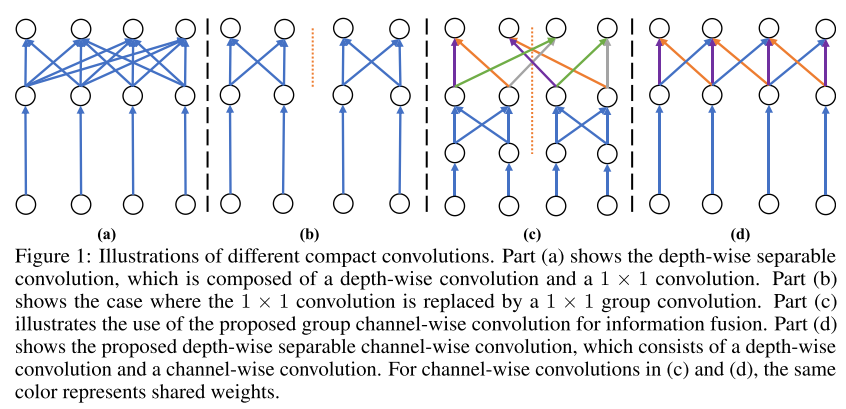 (a) (b) (c) (d)
Figure 1: Illustrations of different compact convolutions. Part (a) shows the depth-wise separable
convolution, which is composed of a depth-wise convolution and a 1 × 1 convolution. Part (b)
shows the case where the 1 × 1 convolution is replaced by a 1 × 1 group convolution. Part (c)
illustrates the use of the proposed group channel-wise convolution for information fusion. Part (d)
shows the proposed depth-wise separable channel-wise convolution, which consists of a depth-wise
convolution and a channel-wise convolution. For channel-wise convolutions in (c) and (d), the same
color represents shared weights.